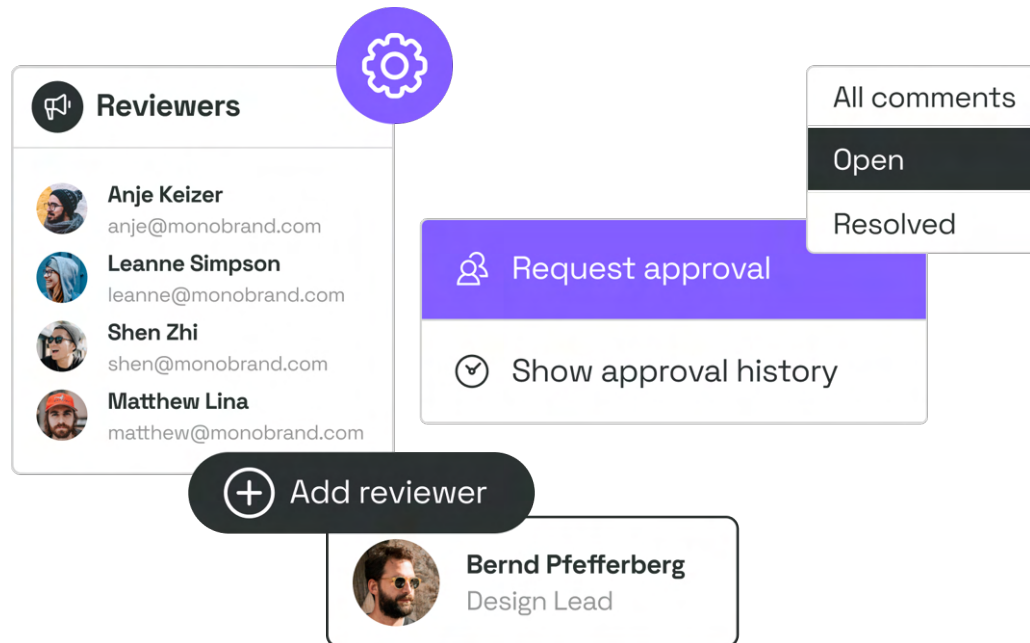 Reviewers
Anje Keizer
anje@monobrand.com
Leanne Simpson
leanne@monobrand.com
Shen Zhi
shen@monobrand.com
Matthew Lina
matthew@monobrand.com
Add reviewer
Bernd Pfefferberg
Design Lead
Request approval
Show approval history
All comments
Open
Resolved